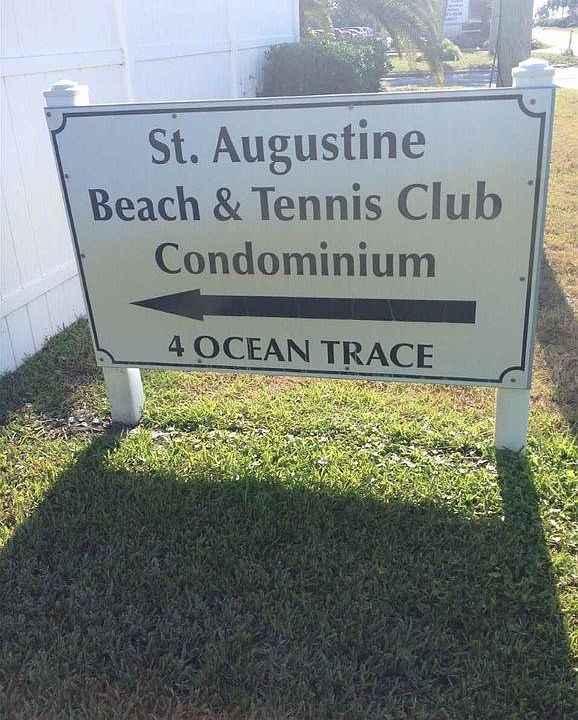 St. Augustine
Beach & Tennis Club
Condominium
4 OCEAN TRACE